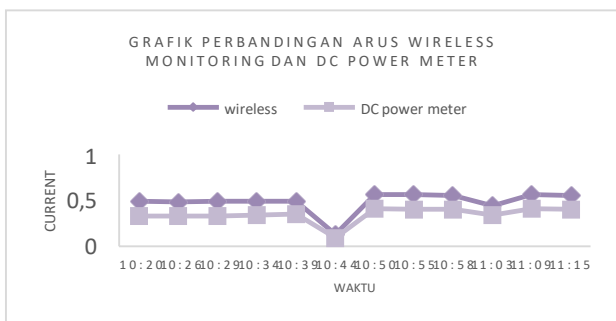 GRAFIK PERBANDINGAN ARUS WIRELESS
MONITORING DAN DC POWER METER
wireless DC power meter
1
0,5
0
CURRENT
10:20 10:26 10:29 10:34 10:39 10:44 10:50 10:55 10:58 11:03 11:09 11:15
WAKTU